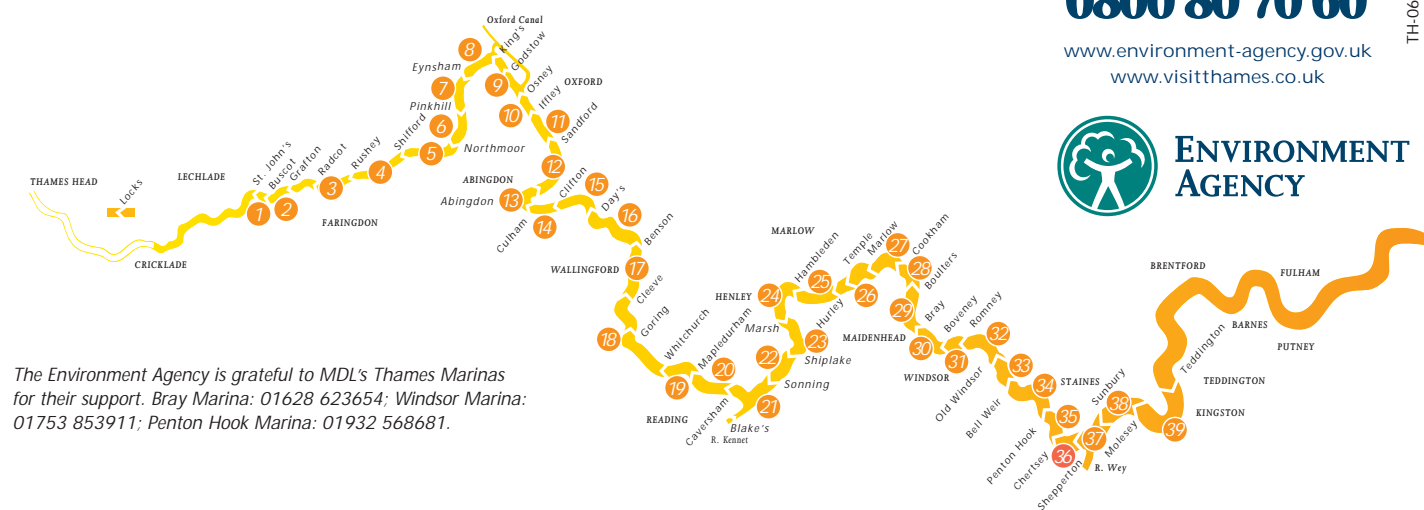 0800 80 70 60
TH-06
www.environment-agency.gov.uk
www.visitthames.co.uk
ENVIRONMENT
AGENCY
Oxford Canal
King's
Godstow
8
Eynsham
7
9
Osney
OXFORD
Pinkhill
10
Iffley
6
11
Sandford
Shifford
5
Northmoor
Rushey
4
Radcot
3
Grafton
Buscot
St. John's
LECHLADE
1
2
FARINGDON
THAMES HEAD
Locks
CRICKLADE
12
ABINGDON
Abingdon
13
Clifton
15
Day's
Culham
14
16
Benson
WALLINGFORD
17
Cleeve
18
Goring
Whitchurch
Mapledurham
19
20
READING
Caversham
Blake's
R. Kennet
21
Sonning
22
Shiplake
23
Marsh
HENLEY
24
MARLOW
Hambleden
25
Hurley
Temple
Marlow
26
27
Cookham
28
Boulters
29
MAIDENHEAD
Bray
30
WINDSOR
Boveney
31
Romney
32
Old Windsor
33
Bell Weir
34
STAINES
35
Penton Hook
Chertsey
36
Shepperton
37
R. Wey
Sunbury
38
Molesey
39
KINGSTON
TEDDINGTON
Teddington
BRENTFORD
FULHAM
BARNES
PUTNEY
The Environment Agency is grateful to MDL's Thames Marinas
for their support. Bray Marina: 01628 623654; Windsor Marina:
01753 853911; Penton Hook Marina: 01932 568681.